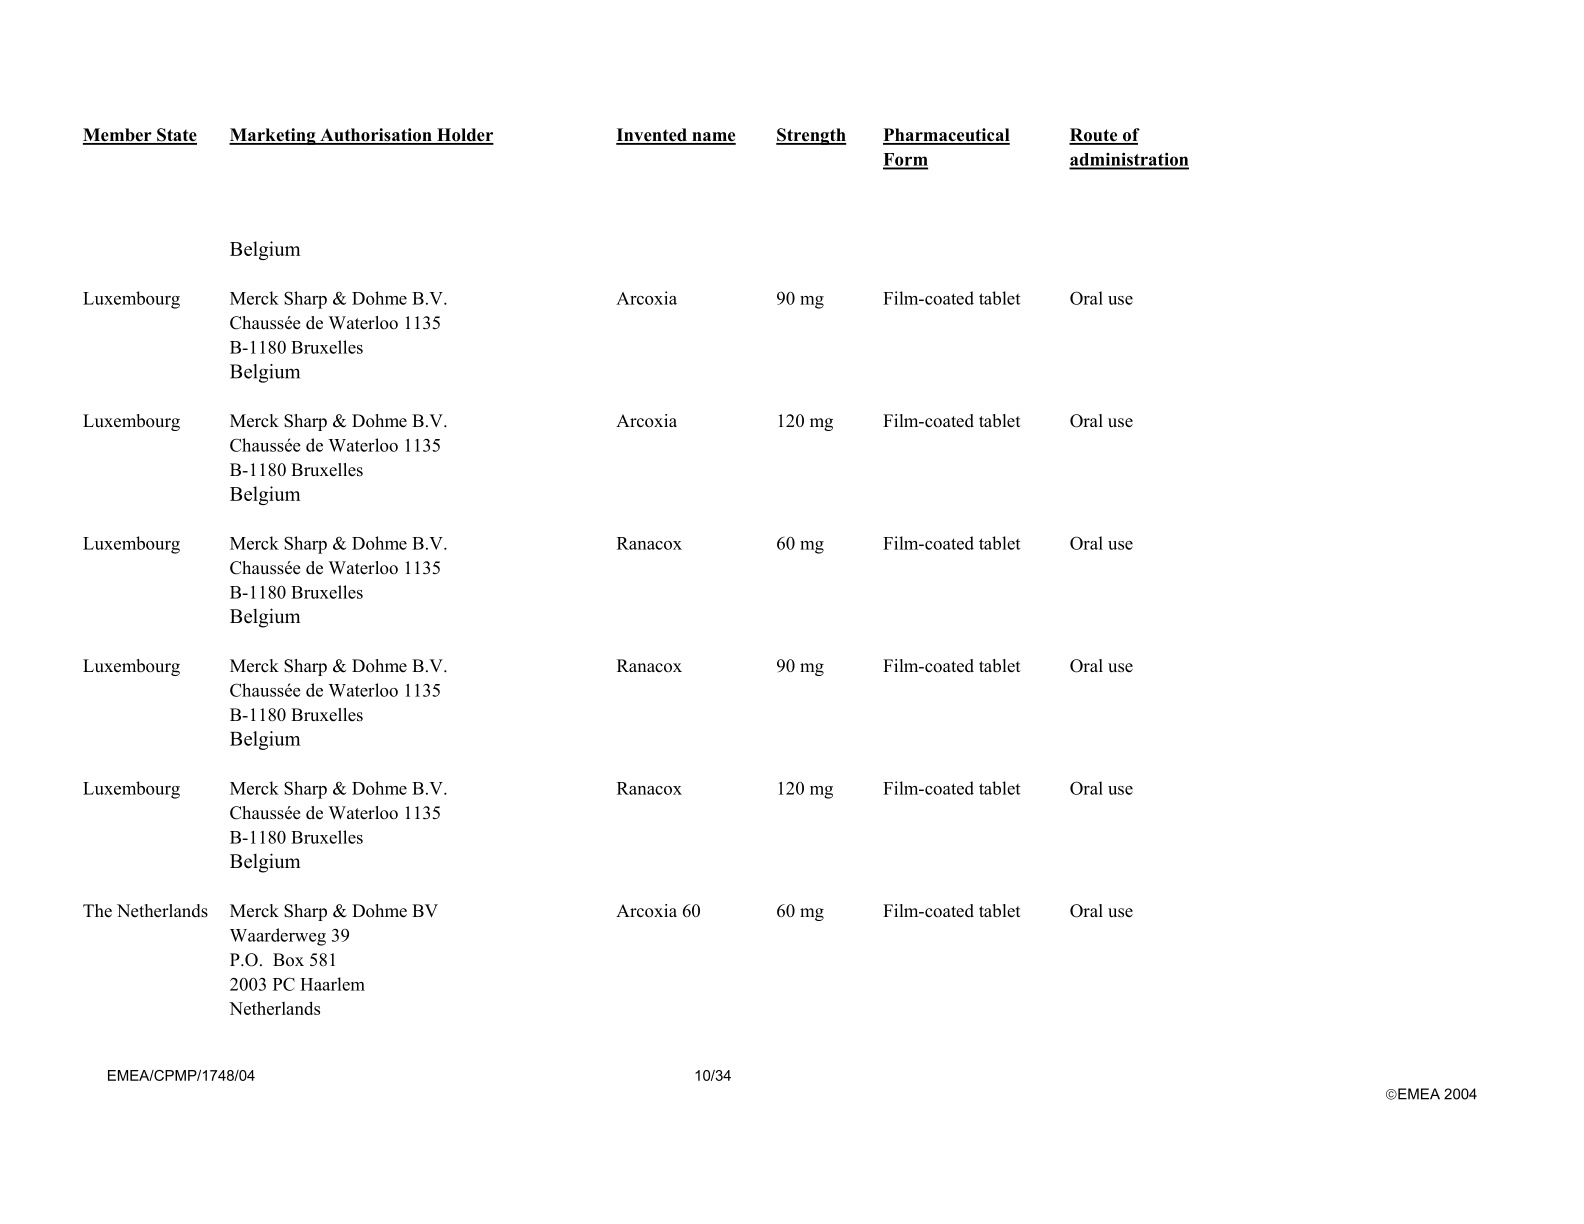 Member State Marketing Authorisation Holder Invented name Strength Pharmaceutical Form Route of administration
Belgium
Luxembourg Merck Sharp & Dohme B.V. Arcoxia 90 mg Film-coated tablet Oral use
Chaussée de Waterloo 1135
B-1180 Bruxelles
Belgium
Luxembourg Merck Sharp & Dohme B.V. Arcoxia 120 mg Film-coated tablet Oral use
Chaussée de Waterloo 1135
B-1180 Bruxelles
Belgium
Luxembourg Merck Sharp & Dohme B.V. Ranacox 60 mg Film-coated tablet Oral use
Chaussée de Waterloo 1135
B-1180 Bruxelles
Belgium
Luxembourg Merck Sharp & Dohme B.V. Ranacox 90 mg Film-coated tablet Oral use
Chaussée de Waterloo 1135
B-1180 Bruxelles
Belgium
Luxembourg Merck Sharp & Dohme B.V. Ranacox 120 mg Film-coated tablet Oral use
Chaussée de Waterloo 1135
B-1180 Bruxelles
Belgium
The Netherlands Merck Sharp & Dohme BV Arcoxia 60 60 mg Film-coated tablet Oral use
Waarderweg 39
P.O. Box 581
2003 PC Haarlem
Netherlands
EMEA/CPMP/1748/04 10/34
©EMEA 2004